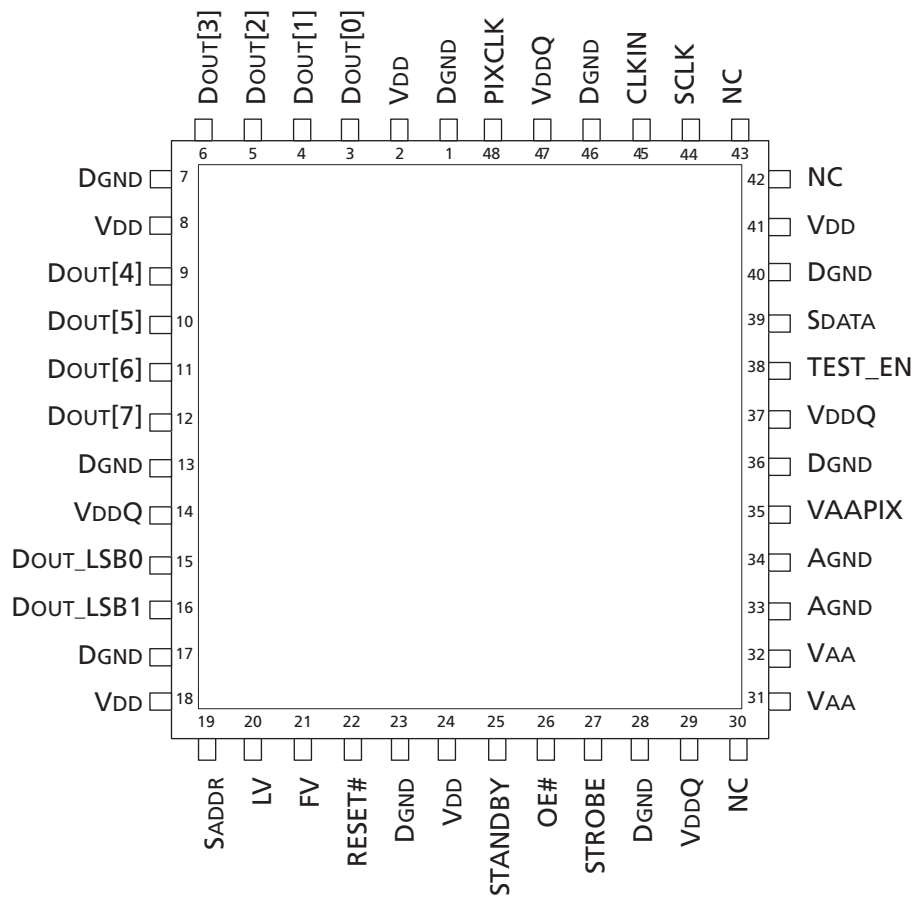 DOUT[3] DOUT[2] DOUT[1] DOUT[0] VDD DGND PIXCLK VDDQ DGND CLKIN SCLK NC
6 5 4 3 2 1 48 47 46 45 44 43
DGND 7 42 NC
VDD 8 41 VDD
DOUT[4] 9 40 DGND
DOUT[5] 10 39 SDATA
DOUT[6] 11 38 TEST_EN
DOUT[7] 12 37 VDDQ
DGND 13 36 DGND
VDDQ 14 35 VAAPIX
DOUT_LSB0 15 34 AGND
DOUT_LSB1 16 33 AGND
DGND 17 32 VAA
VDD 18 31 VAA
19 20 21 22 23 24 25 26 27 28 29 30
SADDR LV FV RESET# DGND VDD STANDBY OE# STROBE DGND VDDQ NC